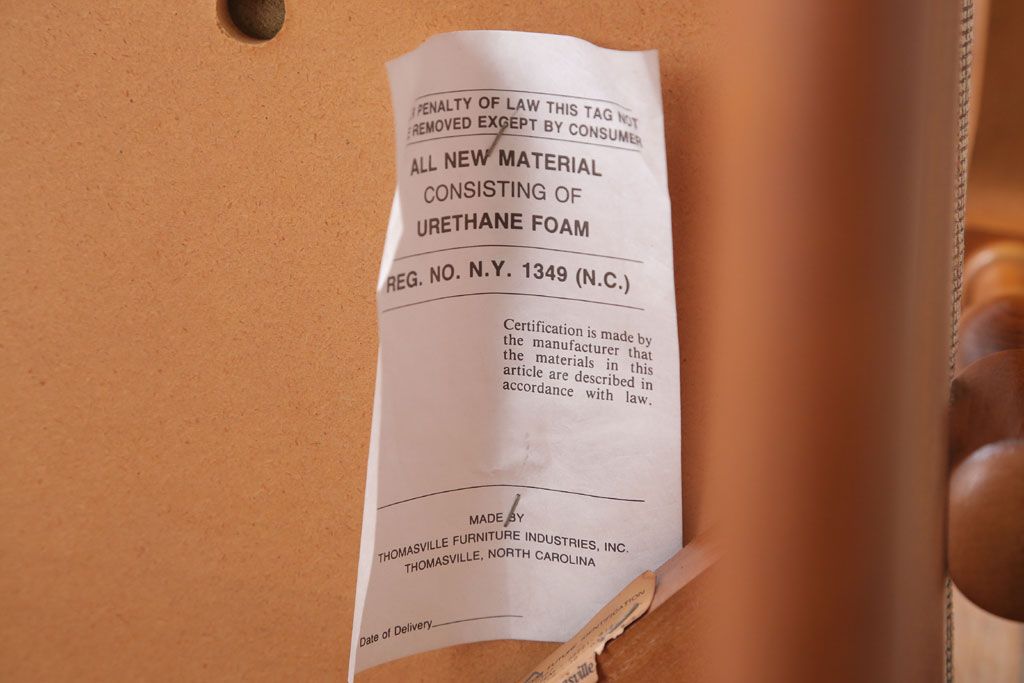 PENALTY OF LAW THIS TAG NOT
REMOVED EXCEPT BY CONSUMER
ALL NEW MATERIAL
CONSISTING OF
URETHANE FOAM
REG. NO. N.Y. 1349 (N.C.)
Certification is made by
the manufacturer that
the materials in this
article are described in
accordance with law.
MADE BY
THOMASVILLE FURNITURE INDUSTRIES, INC.
THOMASVILLE, NORTH CAROLINA
Date of Delivery
IDENTIFICATION